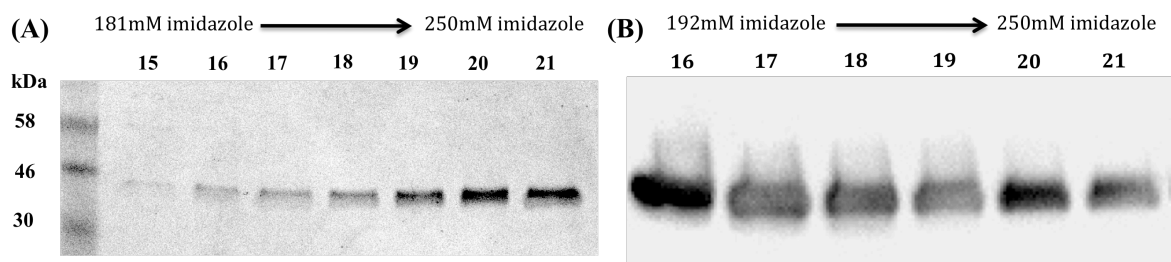 (A) 181mM imidazole 250mM imidazole
15 16 17 18 19 20 21
kDa
58
46
30
(B) 192mM imidazole 250mM imidazole
16 17 18 19 20 21